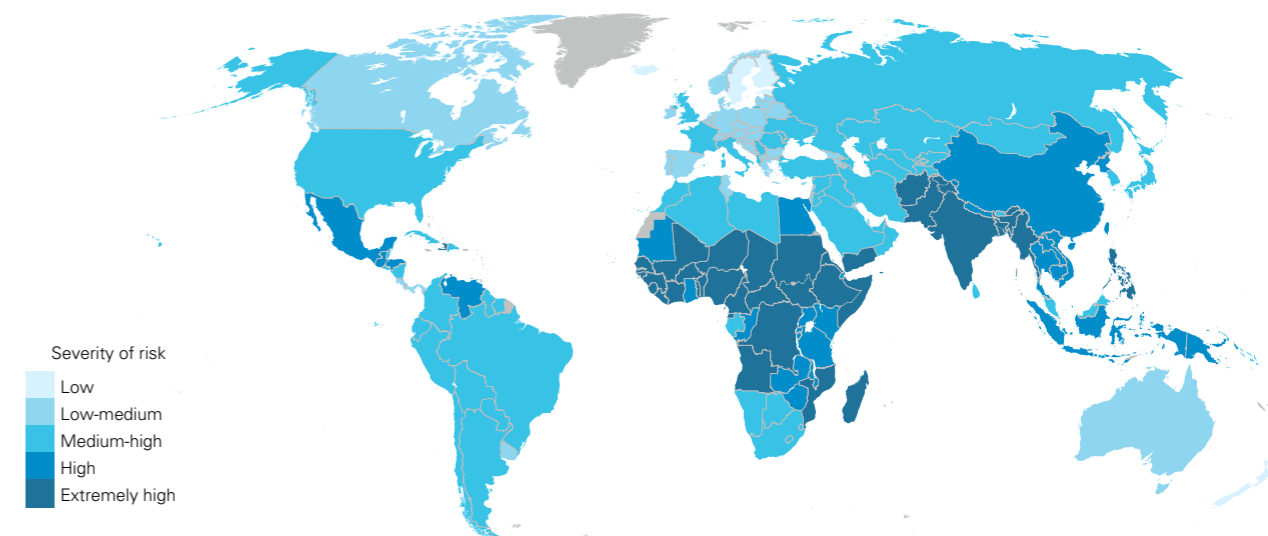 Severity of risk
Low
Low-medium
Medium-high
High
Extremely high